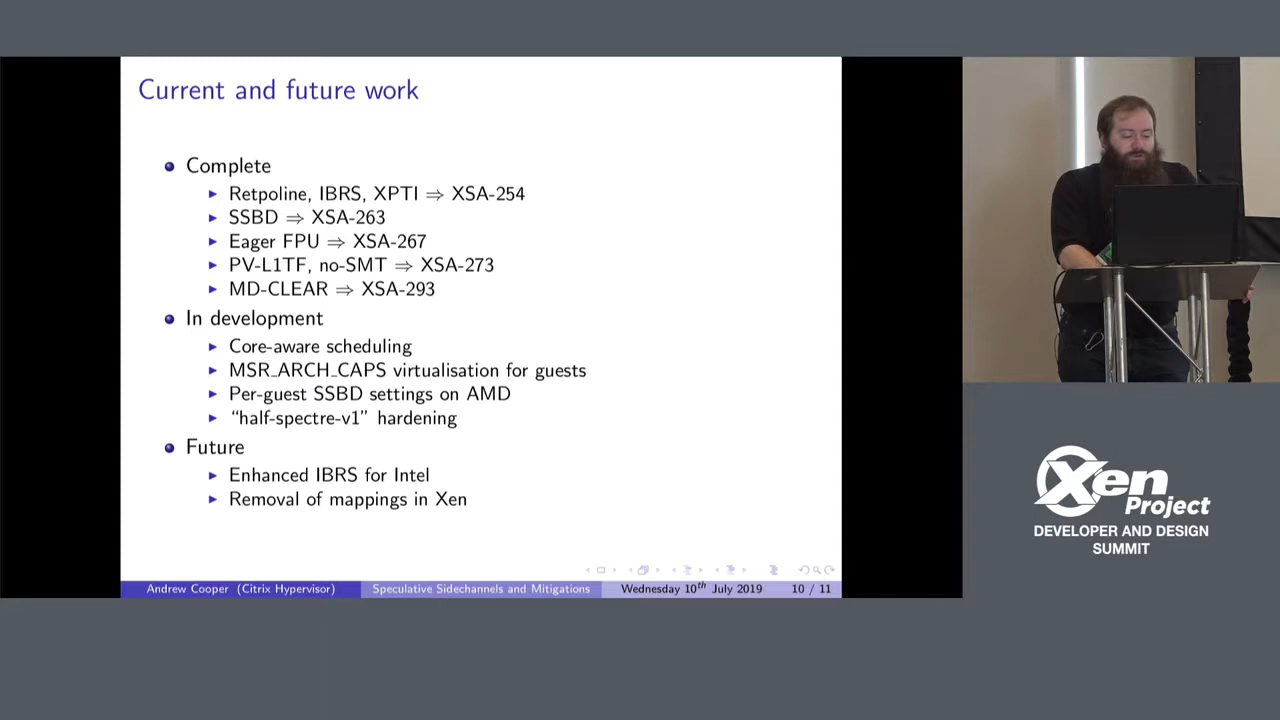 Current and future work
Complete
Retpoline, IBRS, XPTI ⇒ XSA-254
SSBD ⇒ XSA-263
Eager FPU ⇒ XSA-267
PV-L1TF, no-SMT ⇒ XSA-273
MD-CLEAR ⇒ XSA-293
In development
Core-aware scheduling
MSR_ARCH_CAPS virtualisation for guests
Per-guest SSBD settings on AMD
“half-spectre-v1” hardening
Future
Enhanced IBRS for Intel
Removal of mappings in Xen
Andrew Cooper (Citrix Hypervisor)
Speculative Sidechannels and Mitigations
Wednesday 10th July 2019
10 / 11
Xen
Project
DEVELOPER AND DESIGN
SUMMIT